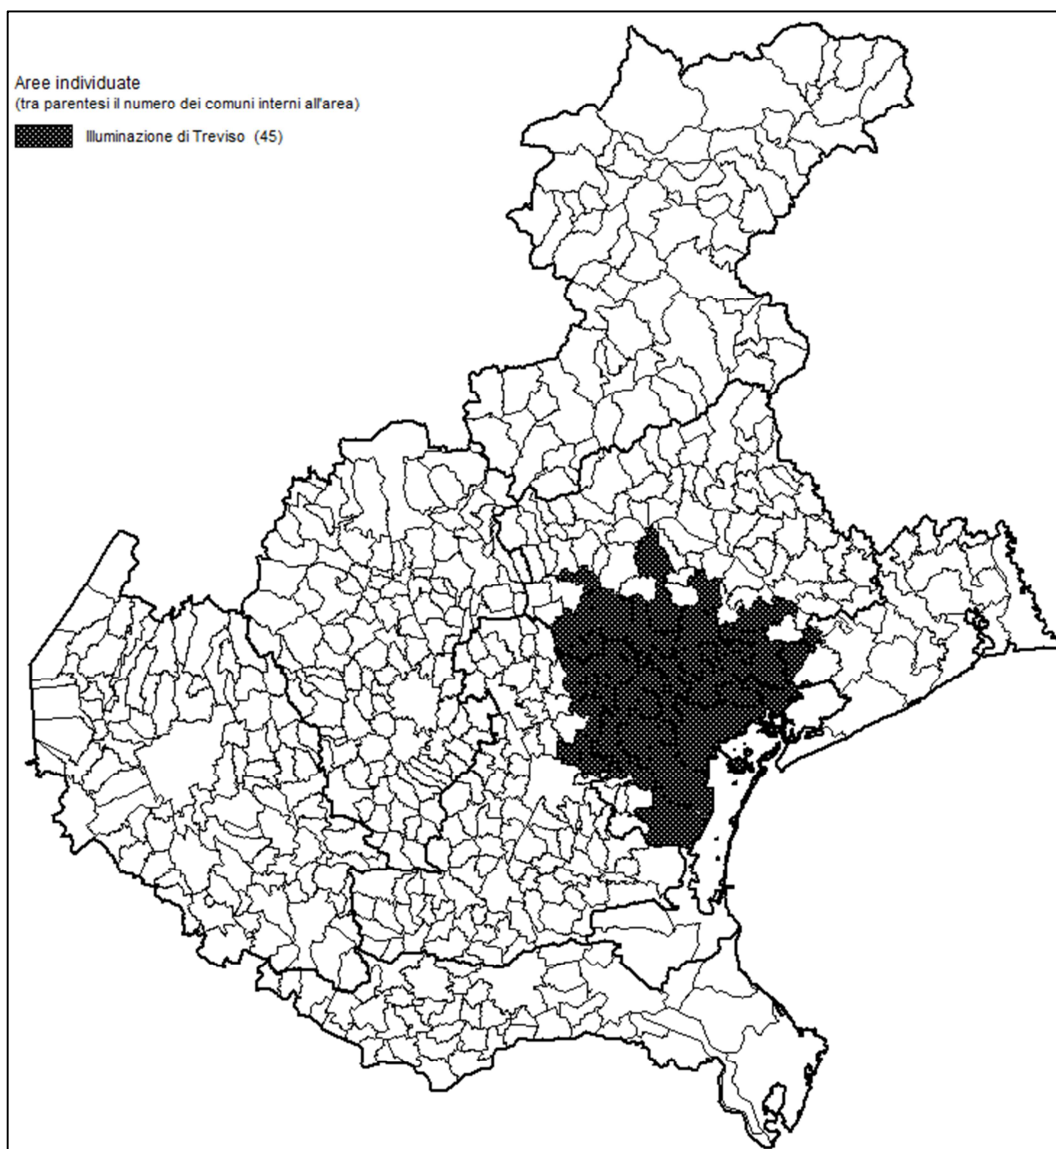 Aree individuate
(tra parentesi il numero dei comuni interni all'area)
Illuminazione di Treviso (45)